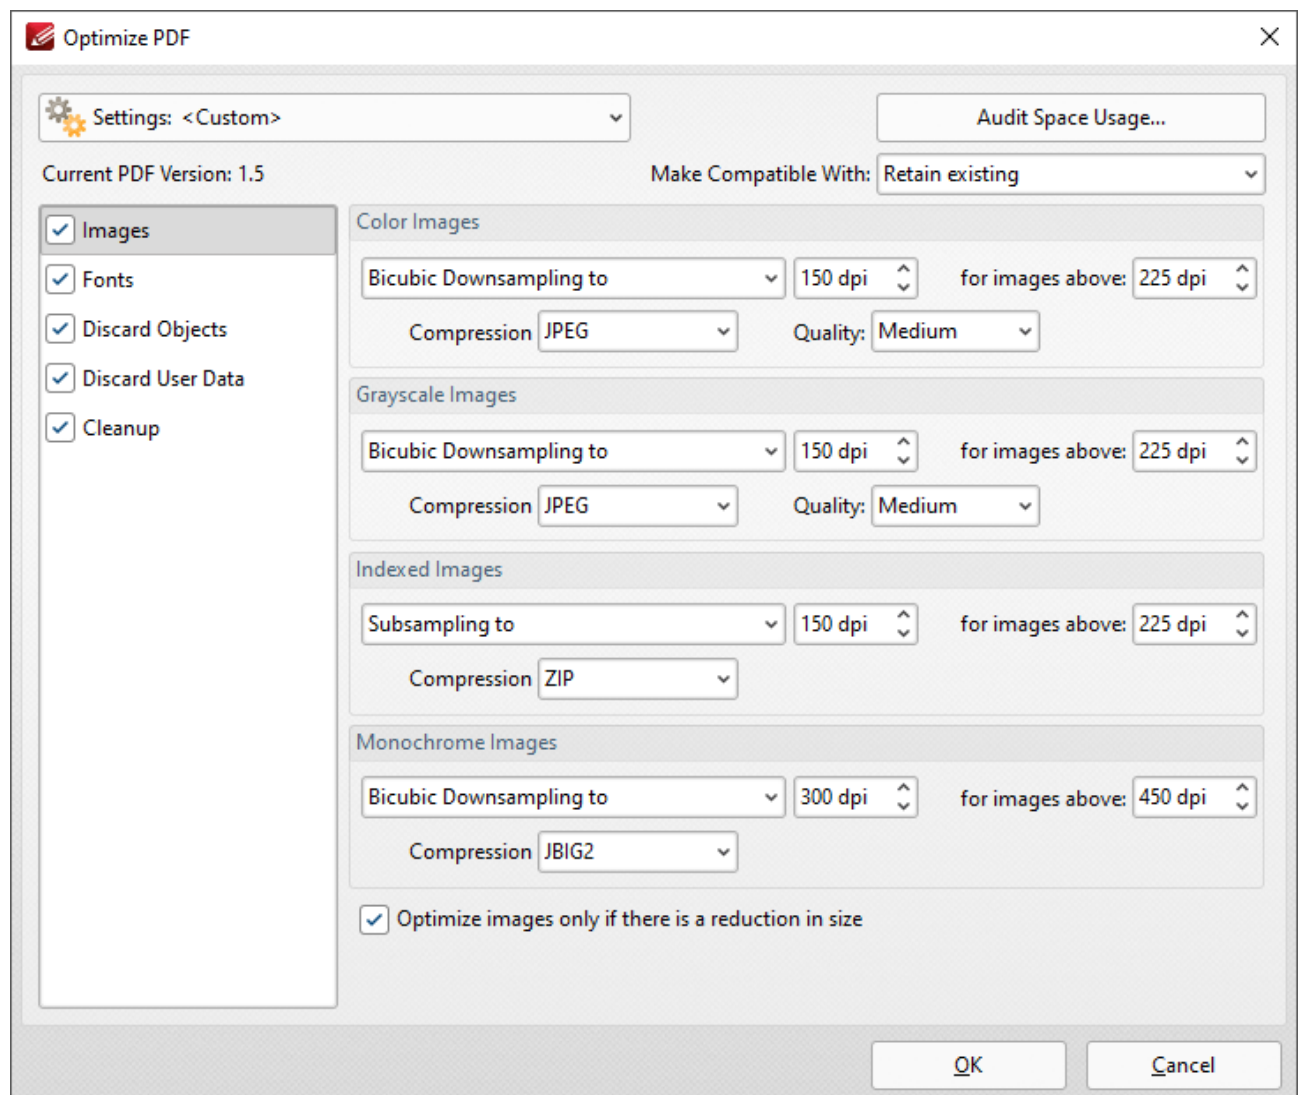 Optimize PDF
Settings: <Custom>
Audit Space Usage...
Current PDF Version: 1.5
Make Compatible With: Retain existing
Images
Fonts
Discard Objects
Discard User Data
Cleanup
Color Images
Bicubic Downsampling to 150 dpi for images above: 225 dpi
Compression JPEG Quality: Medium
Grayscale Images
Bicubic Downsampling to 150 dpi for images above: 225 dpi
Compression JPEG Quality: Medium
Indexed Images
Subsampling to 150 dpi for images above: 225 dpi
Compression ZIP
Monochrome Images
Bicubic Downsampling to 300 dpi for images above: 450 dpi
Compression JBIG2
Optimize images only if there is a reduction in size
OK Cancel